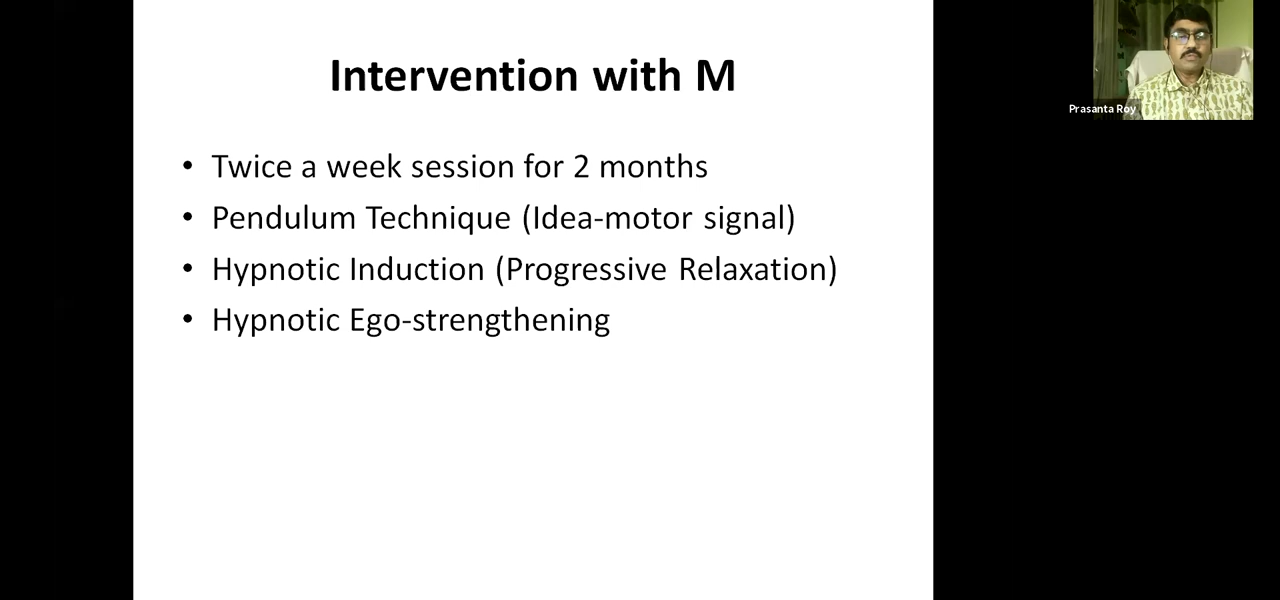 Intervention with M
• Twice a week session for 2 months
• Pendulum Technique (Idea-motor signal)
• Hypnotic Induction (Progressive Relaxation)
• Hypnotic Ego-strengthening
Prasanta Roy